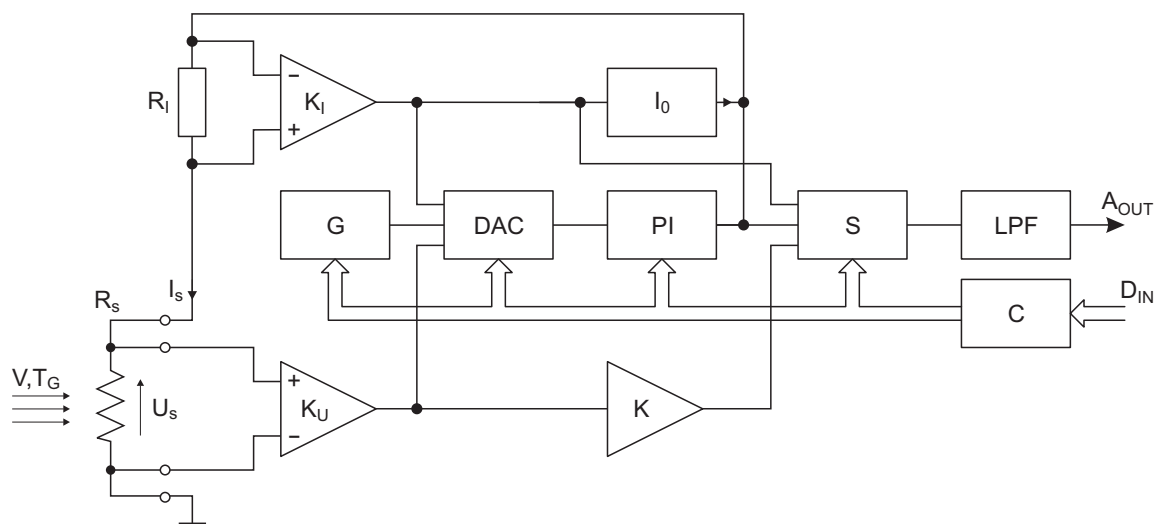 R_I
−
K_I
+
I_0
G
DAC
PI
S
LPF
A_OUT
R_s
I_s
C
D_IN
V,T_G
U_s
+
K_U
−
K